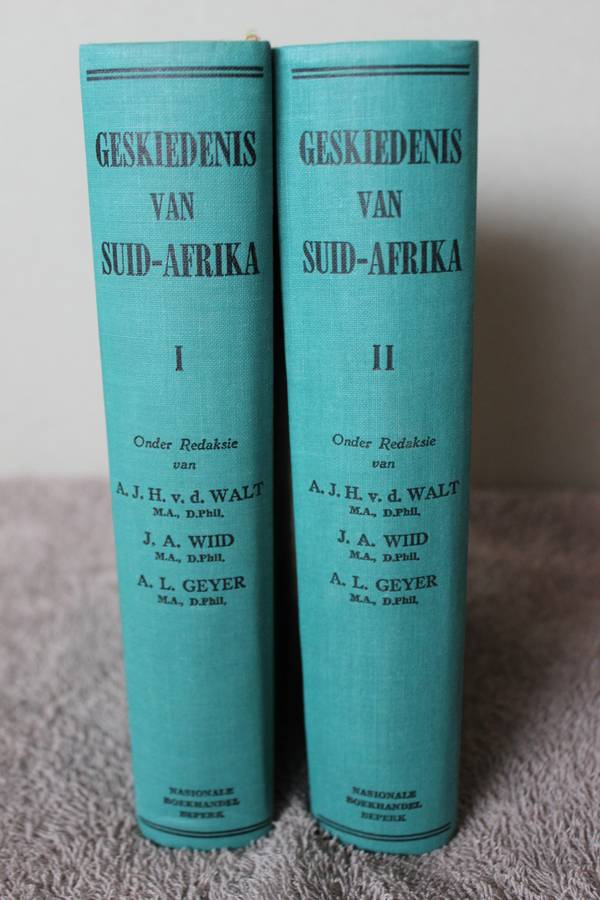 GESKIEDENIS
VAN
SUID-AFRIKA
I
Onder Redaksie
van
A. J. H. v. d. WALT
M.A., D.Phil.
J. A. WIID
M.A., D.Phil.
A. L. GEYER
M.A., D.Phil.
NASIONALE
BOEKHANDEL
BEPERK
GESKIEDENIS
VAN
SUID-AFRIKA
II
Onder Redaksie
van
A. J. H. v. d. WALT
M.A., D.Phil.
J. A. WIID
M.A., D.Phil.
A. L. GEYER
M.A., D.Phil.
NASIONALE
BOEKHANDEL
BEPERK